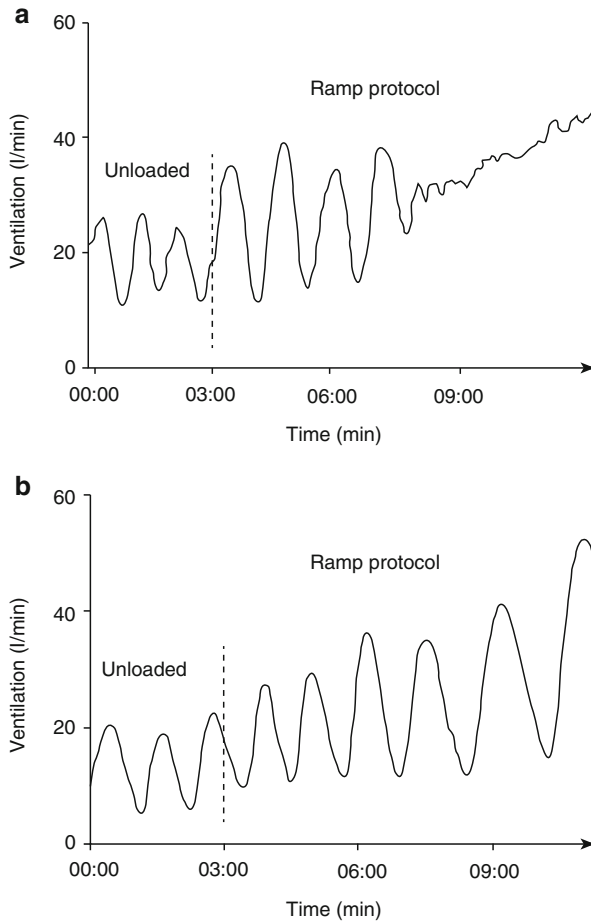 a
60
Ramp protocol
40
Unloaded
Ventilation (l/min)
20
0
00:00 03:00 06:00 09:00
Time (min)
b
60
Ramp protocol
40
Unloaded
Ventilation (l/min)
20
0
00:00 03:00 06:00 09:00
Time (min)